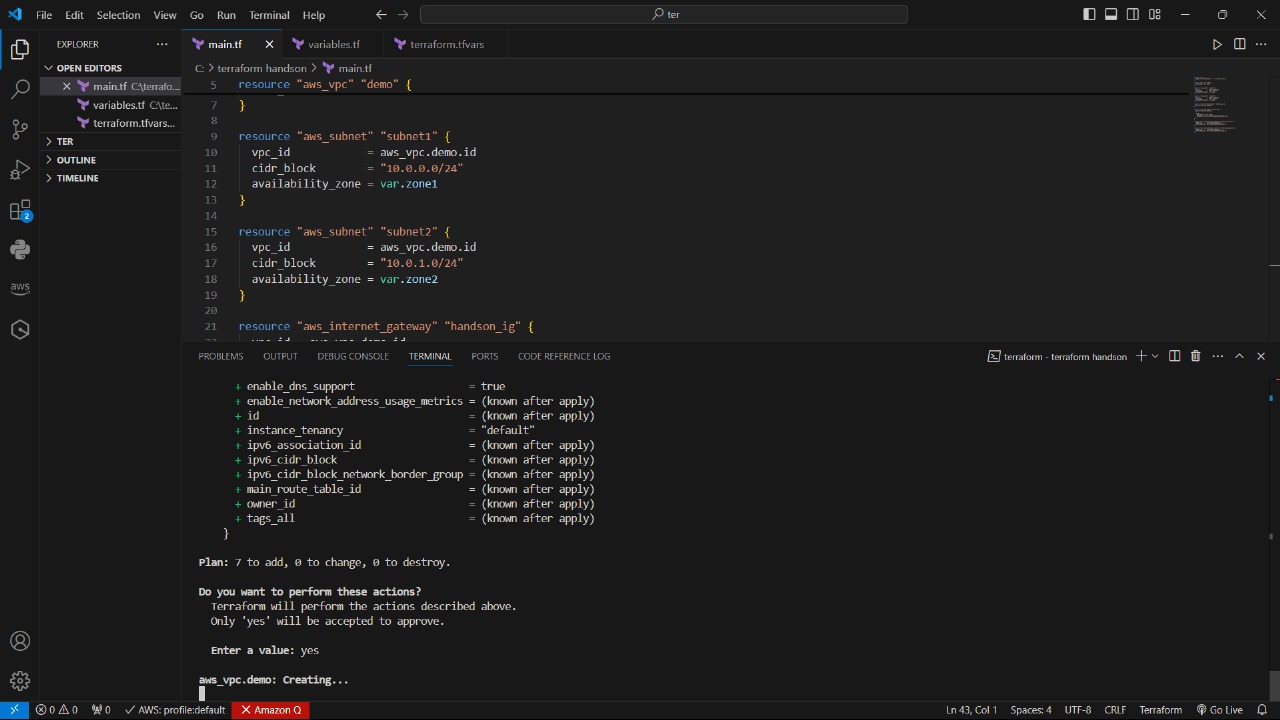 File Edit Selection View Go Run Terminal Help
ter
EXPLORER
OPEN EDITORS
main.tf C:\terrafo...
variables.tf C:\te...
terraform.tfvars...
TER
OUTLINE
TIMELINE
2
aws
main.tf
variables.tf
terraform.tfvars
C: > terraform handson > main.tf
5 resource "aws_vpc" "demo" {
7 }
8
9 resource "aws_subnet" "subnet1" {
10 vpc_id = aws_vpc.demo.id
11 cidr_block = "10.0.0.0/24"
12 availability_zone = var.zone1
13 }
14
15 resource "aws_subnet" "subnet2" {
16 vpc_id = aws_vpc.demo.id
17 cidr_block = "10.0.1.0/24"
18 availability_zone = var.zone2
19 }
20
21 resource "aws_internet_gateway" "handson_ig" {
PROBLEMS OUTPUT DEBUG CONSOLE TERMINAL PORTS CODE REFERENCE LOG
terraform - terraform handson
+ enable_dns_support = true
+ enable_network_address_usage_metrics = (known after apply)
+ id = (known after apply)
+ instance_tenancy = "default"
+ ipv6_association_id = (known after apply)
+ ipv6_cidr_block = (known after apply)
+ ipv6_cidr_block_network_border_group = (known after apply)
+ main_route_table_id = (known after apply)
+ owner_id = (known after apply)
+ tags_all = (known after apply)
}
Plan: 7 to add, 0 to change, 0 to destroy.
Do you want to perform these actions?
Terraform will perform the actions described above.
Only 'yes' will be accepted to approve.
Enter a value: yes
aws_vpc.demo: Creating...
0 0 0 AWS: profile:default Amazon Q Ln 43, Col 1 Spaces: 4 UTF-8 CRLF Terraform Go Live